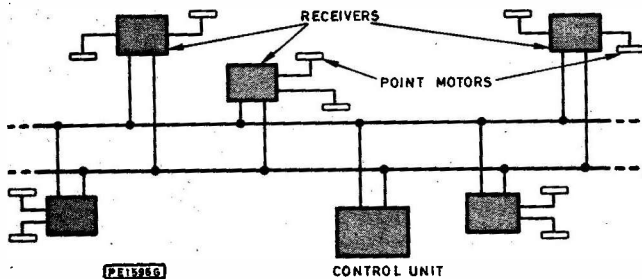 RECEIVERS
POINT MOTORS
PE1596G
CONTROL UNIT